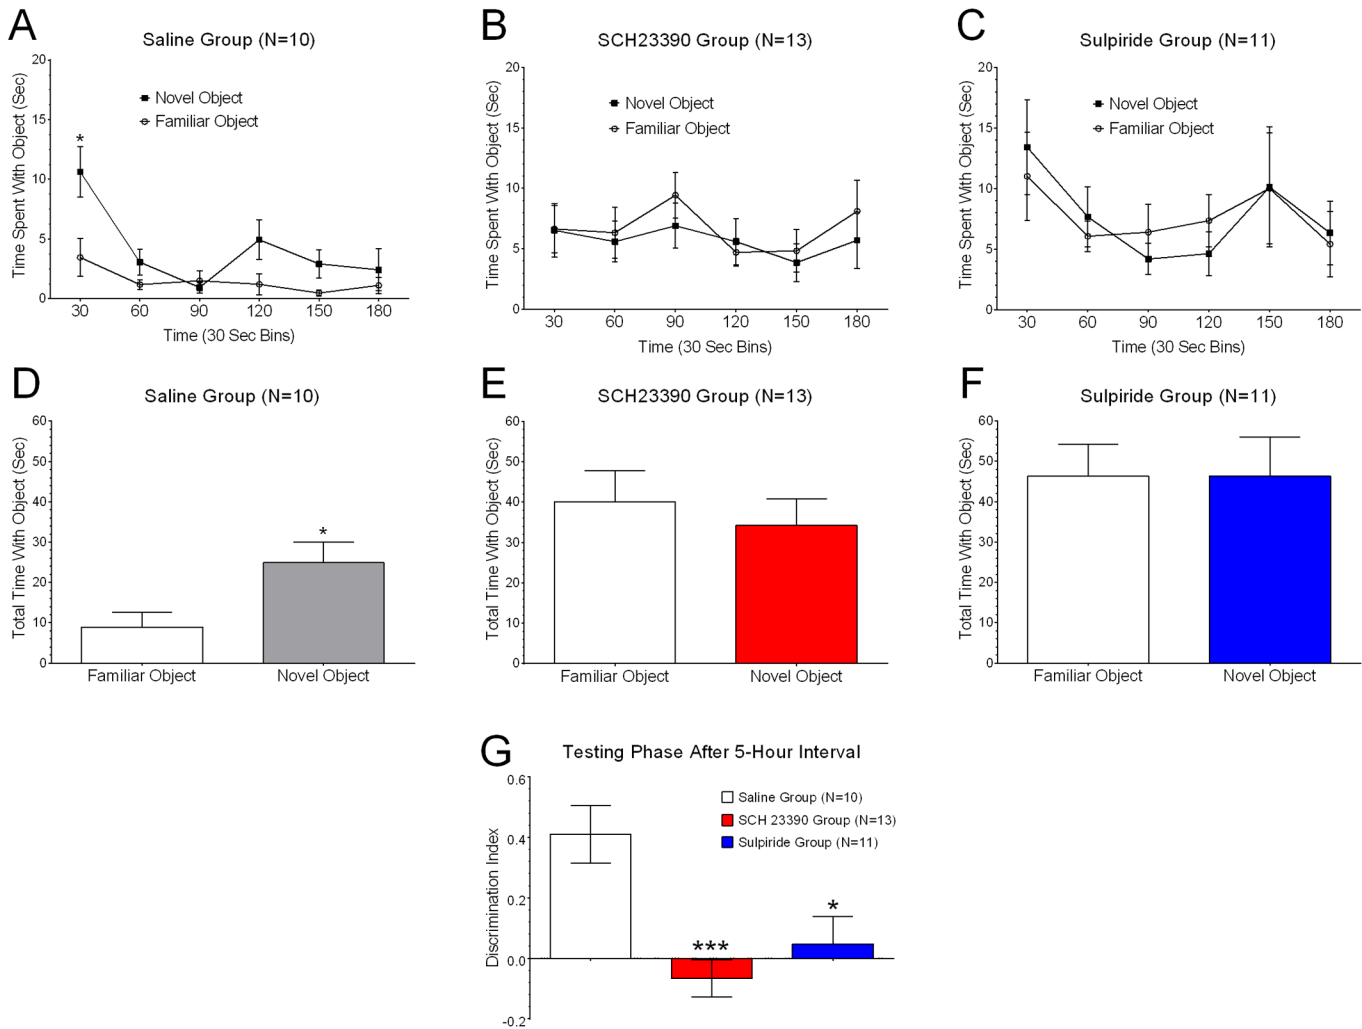 A
Saline Group (N=10)
Time Spent With Object (Sec)
20
15
10
5
0
*
Novel Object
Familiar Object
30 60 90 120 150 180
Time (30 Sec Bins)
B
SCH23390 Group (N=13)
Time Spent With Object (Sec)
20
15
10
5
0
Novel Object
Familiar Object
30 60 90 120 150 180
Time (30 Sec Bins)
C
Sulpiride Group (N=11)
Time Spent With Object (Sec)
20
15
10
5
0
Novel Object
Familiar Object
30 60 90 120 150 180
Time (30 Sec Bins)
D
Saline Group (N=10)
Total Time With Object (Sec)
60
50
40
30
20
10
0
*
Familiar Object Novel Object
E
SCH23390 Group (N=13)
Total Time With Object (Sec)
60
50
40
30
20
10
0
Familiar Object Novel Object
F
Sulpiride Group (N=11)
Total Time With Object (Sec)
60
50
40
30
20
10
0
Familiar Object Novel Object
G
Testing Phase After 5-Hour Interval
Discrimination Index
0.6
0.4
0.2
0.0
-0.2
Saline Group (N=10)
SCH 23390 Group (N=13)
Sulpiride Group (N=11)
***
*